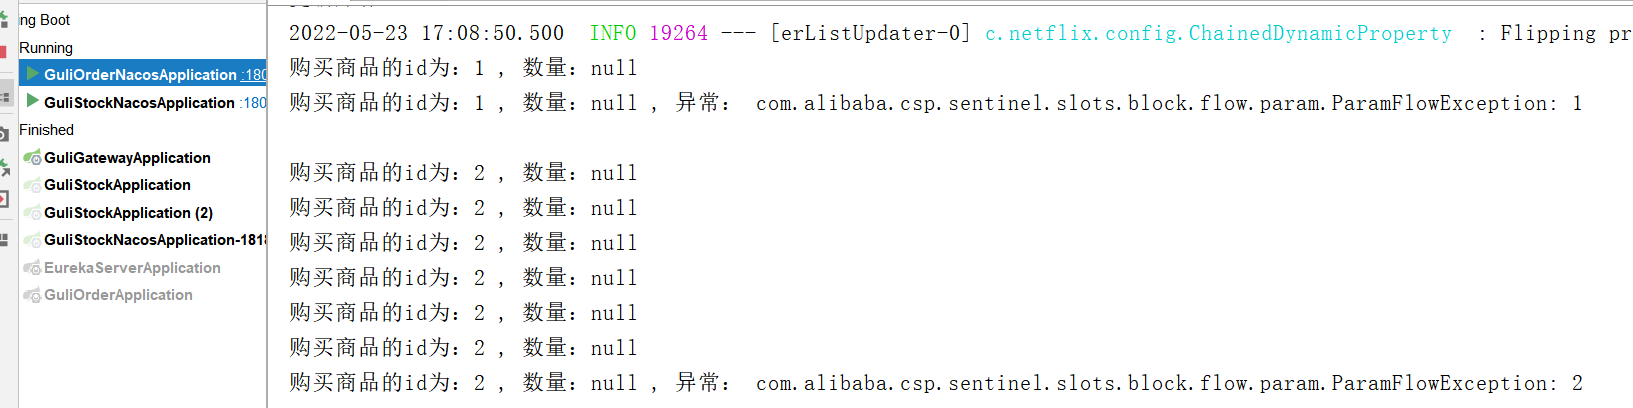 ng Boot
Running
GuliOrderNacosApplication :180
GuliStockNacosApplication :180
Finished
GuliGatewayApplication
GuliStockApplication
GuliStockApplication (2)
GuliStockNacosApplication-1818
EurekaServerApplication
GuliOrderApplication
2022-05-23 17:08:50.500  INFO 19264 --- [erListUpdater-0] c.netflix.config.ChainedDynamicProperty  : Flipping pr
购买商品的id为：1 , 数量：null
购买商品的id为：1 , 数量：null , 异常： com.alibaba.csp.sentinel.slots.block.flow.param.ParamFlowException: 1
购买商品的id为：2 , 数量：null
购买商品的id为：2 , 数量：null
购买商品的id为：2 , 数量：null
购买商品的id为：2 , 数量：null
购买商品的id为：2 , 数量：null
购买商品的id为：2 , 数量：null
购买商品的id为：2 , 数量：null , 异常： com.alibaba.csp.sentinel.slots.block.flow.param.ParamFlowException: 2